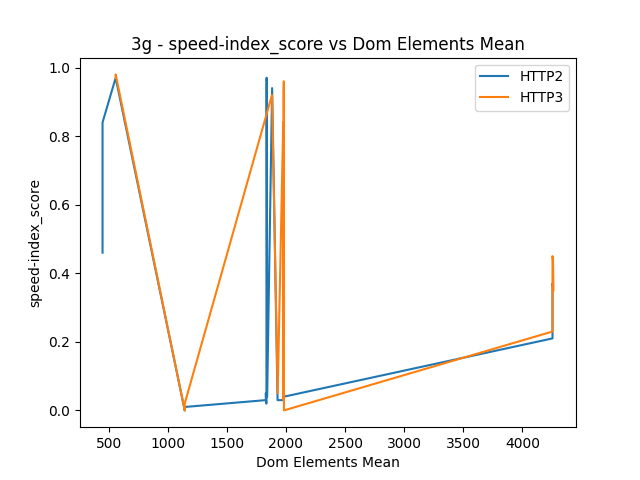 3g - speed-index_score vs Dom Elements Mean
HTTP2
HTTP3
1.0
0.8
0.6
0.4
0.2
0.0
speed-index_score
500 1000 1500 2000 2500 3000 3500 4000
Dom Elements Mean